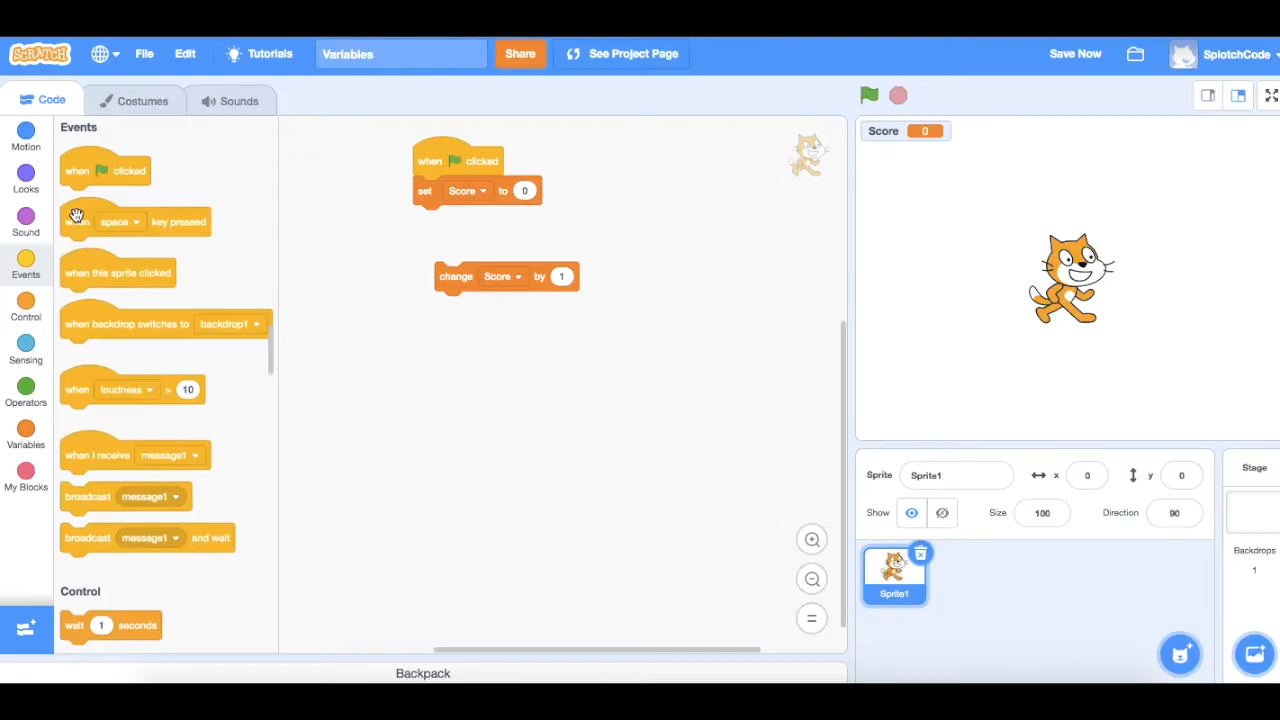 SCRATCH File Edit Tutorials Variables Share See Project Page Save Now SplotchCode
Code Costumes Sounds
Motion
Looks
Sound
Events
Control
Sensing
Operators
Variables
My Blocks
Events
when clicked
when space key pressed
when this sprite clicked
when backdrop switches to backdrop1
when loudness > 10
when I receive message1
broadcast message1
broadcast message1 and wait
Control
wait 1 seconds
when clicked
set Score to 0
change Score by 1
Backpack
Score 0
Sprite Sprite1 x 0 y 0
Show Size 100 Direction 90
Sprite1
Stage
Backdrops
1